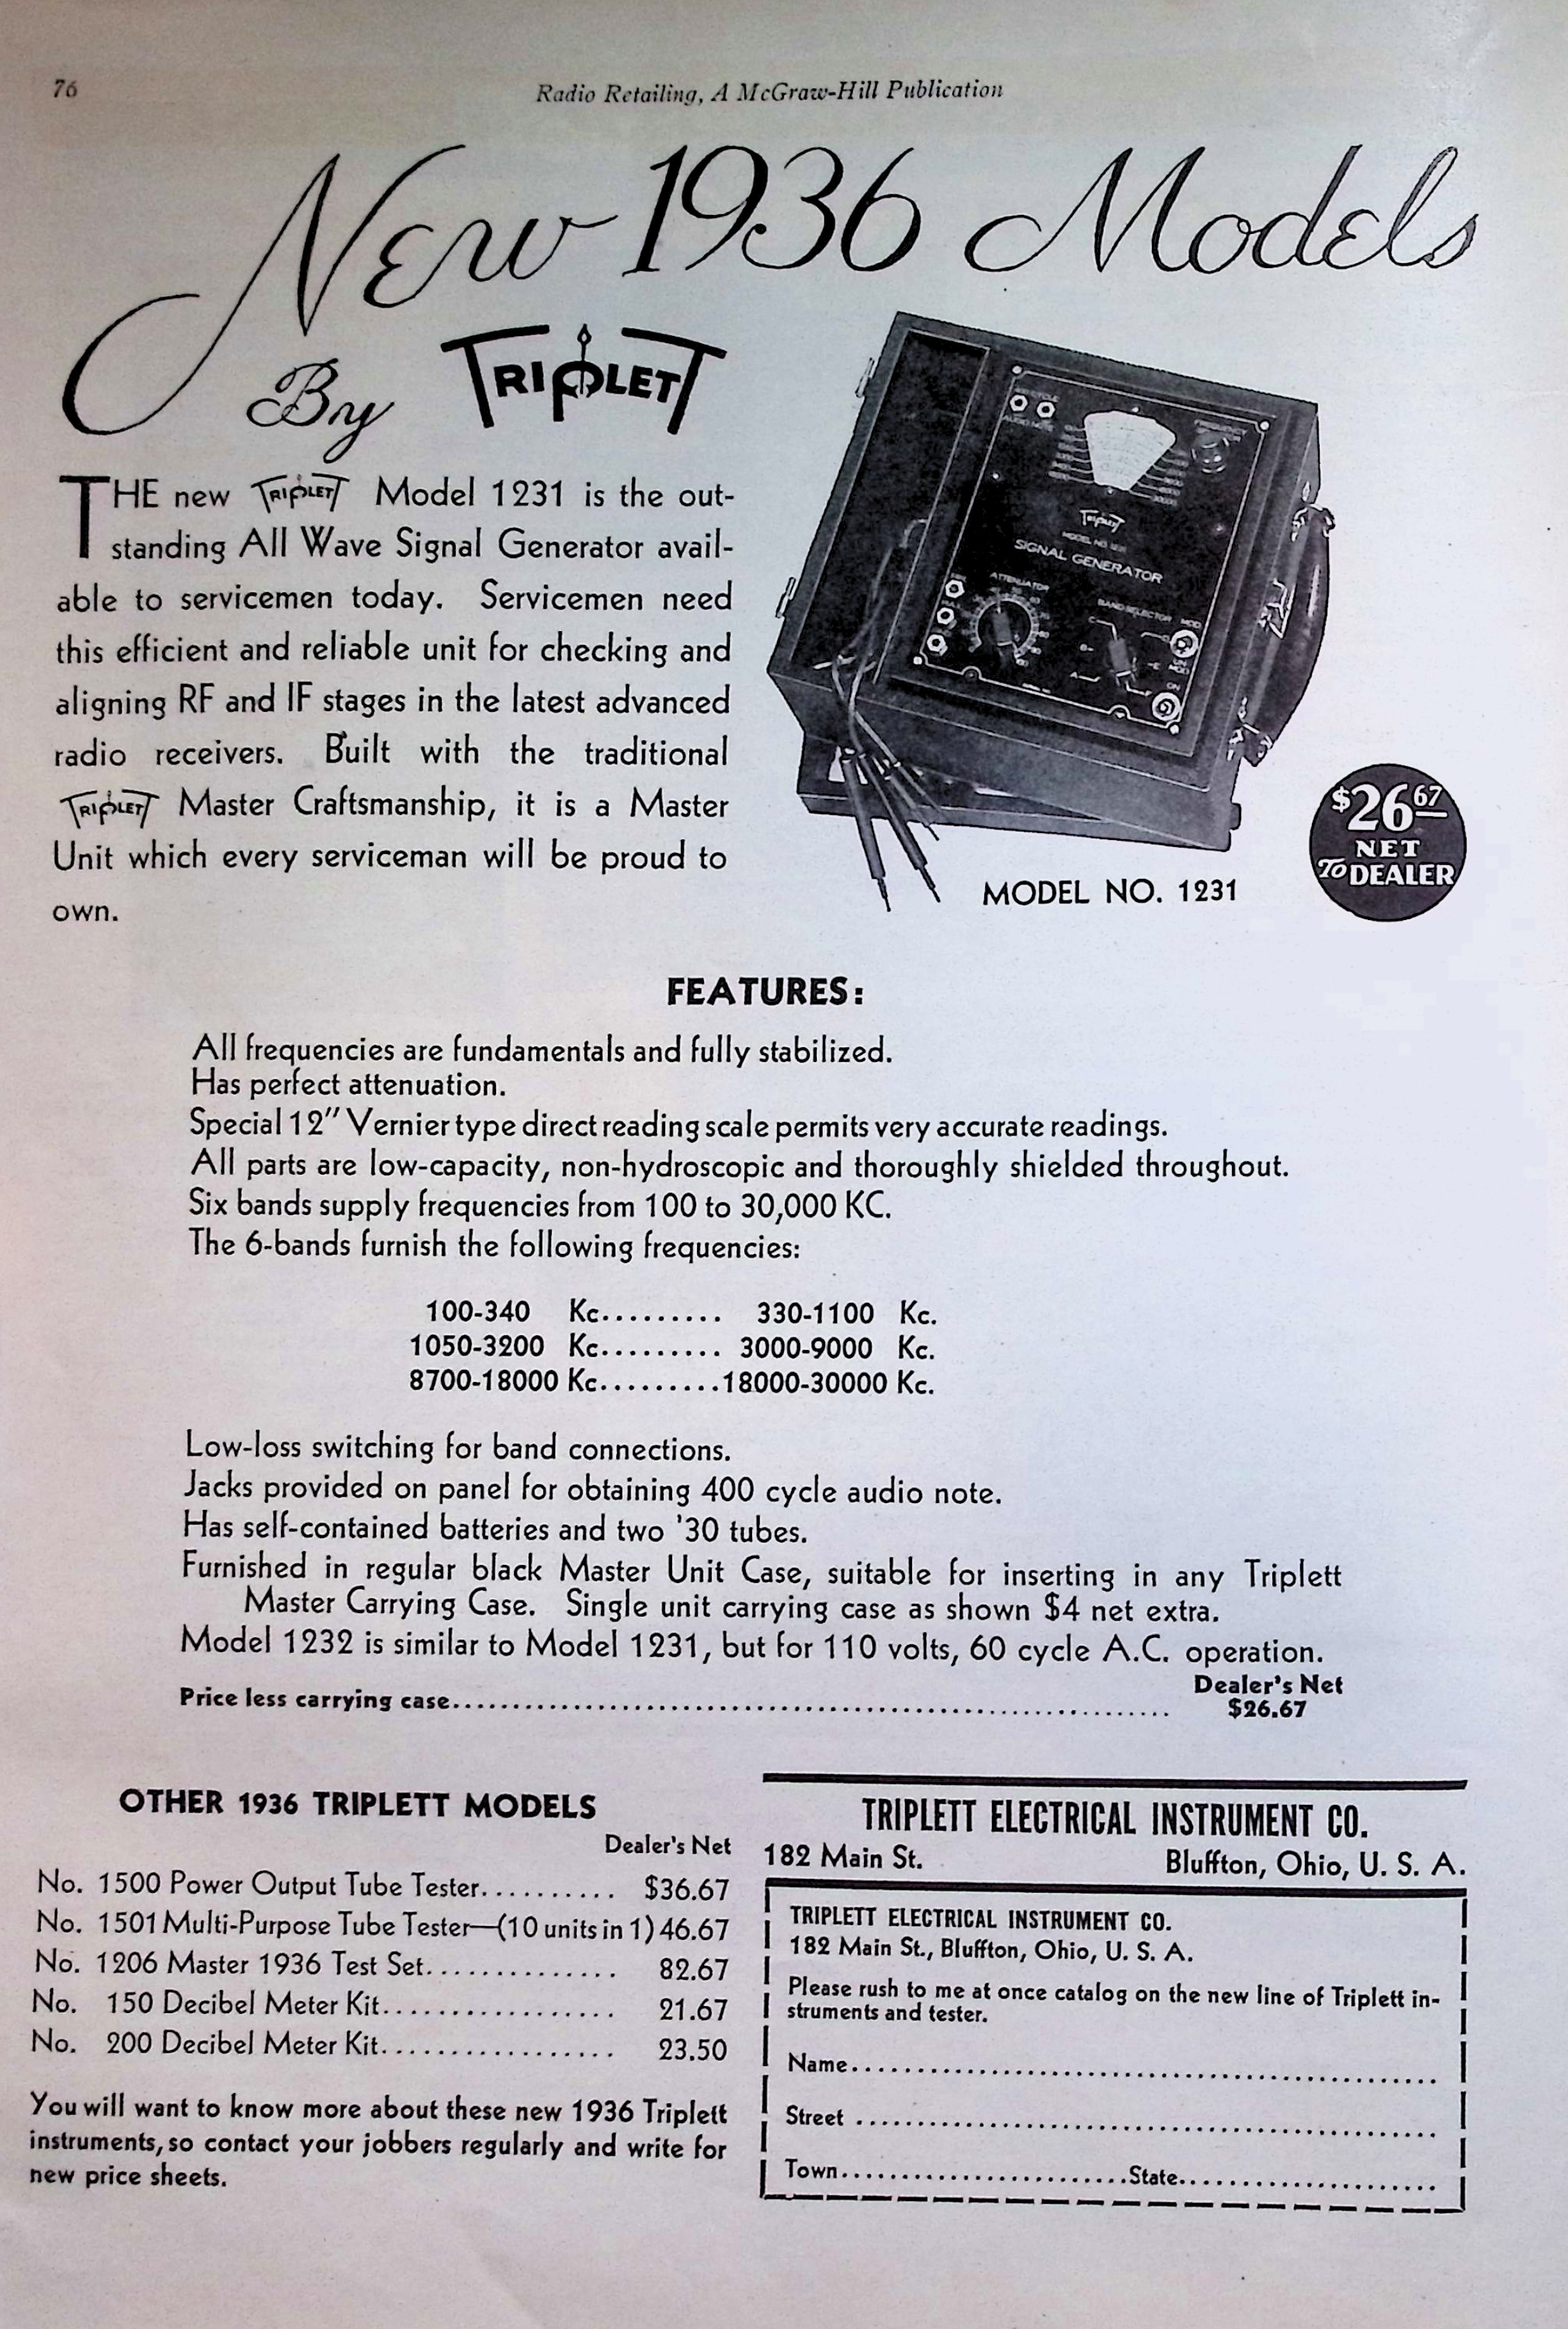 76
Radio Retailing, A McGraw-Hill Publication
New 1936 Models
By TRIPLETT
THE new TRIPLETT Model 1231 is the out-
standing All Wave Signal Generator avail-
able to servicemen today. Servicemen need
this efficient and reliable unit for checking and
aligning RF and IF stages in the latest advanced
radio receivers. Built with the traditional
TRIPLETT Master Craftsmanship, it is a Master
Unit which every serviceman will be proud to
own.
TRIPLETT
SIGNAL GENERATOR
ATTENUATOR
BAND SELECTOR
MOD
ON
MODEL NO. 1231
$26.67
NET
To DEALER
FEATURES:
All frequencies are fundamentals and fully stabilized.
Has perfect attenuation.
Special 12" Vernier type direct reading scale permits very accurate readings.
All parts are low-capacity, non-hydroscopic and thoroughly shielded throughout.
Six bands supply frequencies from 100 to 30,000 KC.
The 6-bands furnish the following frequencies:
100-340 Kc......... 330-1100 Kc.
1050-3200 Kc......... 3000-9000 Kc.
8700-18000 Kc.........18000-30000 Kc.
Low-loss switching for band connections.
Jacks provided on panel for obtaining 400 cycle audio note.
Has self-contained batteries and two '30 tubes.
Furnished in regular black Master Unit Case, suitable for inserting in any Triplett
Master Carrying Case. Single unit carrying case as shown $4 net extra.
Model 1232 is similar to Model 1231, but for 110 volts, 60 cycle A.C. operation.
Dealer's Net
Price less carrying case.......................................................... $26.67
OTHER 1936 TRIPLETT MODELS
Dealer's Net
No. 1500 Power Output Tube Tester.......... $36.67
No. 1501 Multi-Purpose Tube Tester—(10 units in 1) 46.67
No. 1206 Master 1936 Test Set.............. 82.67
No. 150 Decibel Meter Kit................. 21.67
No. 200 Decibel Meter Kit................. 23.50
You will want to know more about these new 1936 Triplett
instruments, so contact your jobbers regularly and write for
new price sheets.
TRIPLETT ELECTRICAL INSTRUMENT CO.
182 Main St. Bluffton, Ohio, U. S. A.
TRIPLETT ELECTRICAL INSTRUMENT CO.
182 Main St., Bluffton, Ohio, U. S. A.
Please rush to me at once catalog on the new line of Triplett in-
struments and tester.
Name..................................................
Street ..................................................
Town.........................State......................